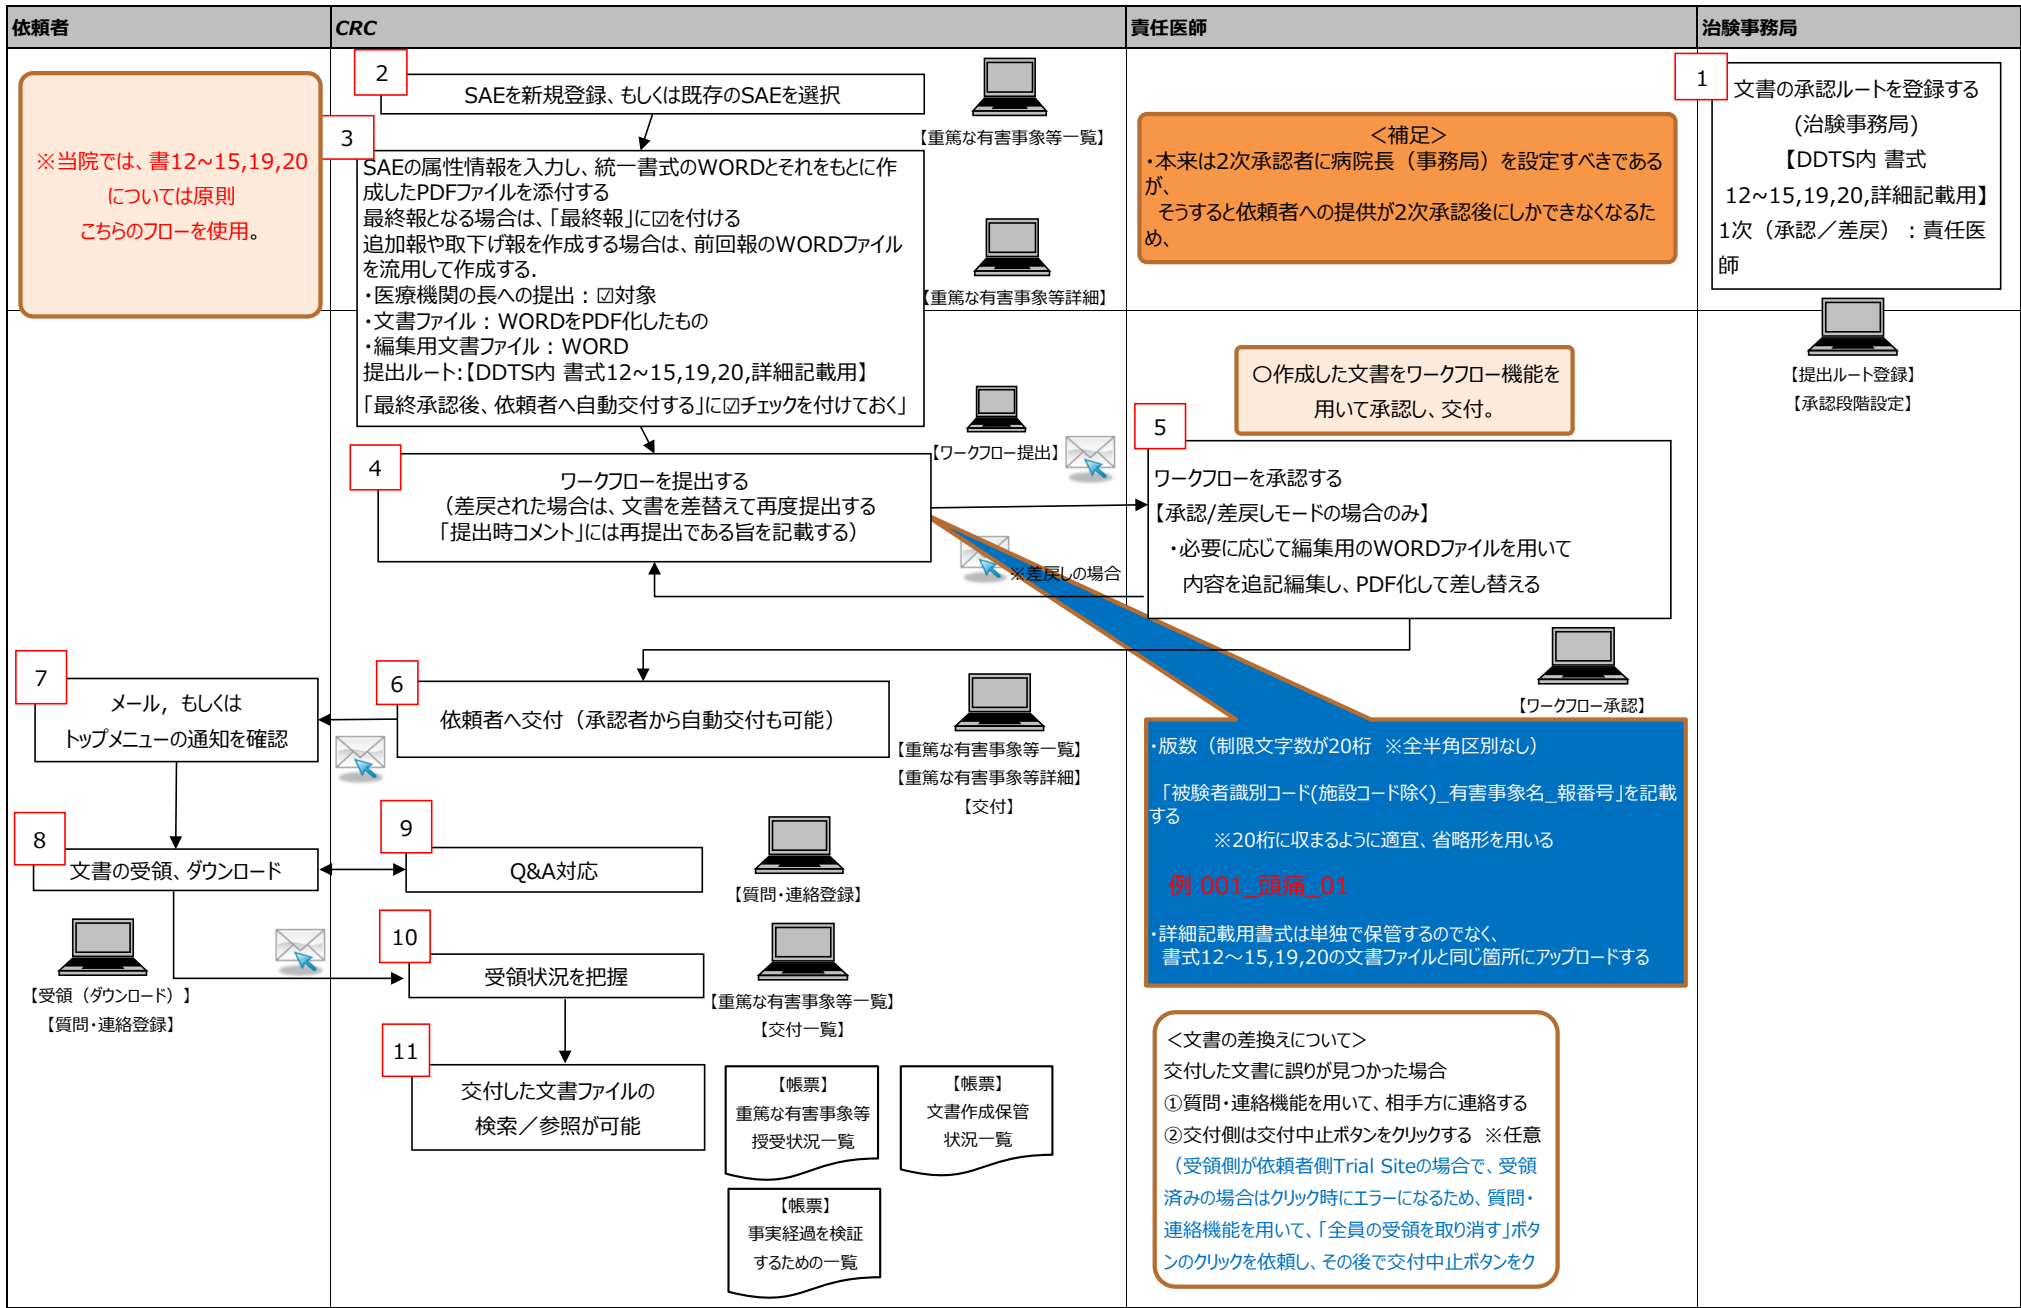 依頼者
CRC
責任医師
治験事務局
※当院では、書12~15,19,20
については原則
こちらのフローを使用。
2
SAEを新規登録、もしくは既存のSAEを選択
【重篤な有害事象等一覧】
3
SAEの属性情報を入力し、統一書式のWORDとそれをもとに作
成したPDFファイルを添付する
最終報となる場合は、「最終報」に☑を付ける
追加報や取下げ報を作成する場合は、前回報のWORDファイル
を流用して作成する.
・医療機関の長への提出：☑対象
・文書ファイル：WORDをPDF化したもの
・編集用文書ファイル：WORD
提出ルート:【DDTS内 書式12~15,19,20,詳細記載用】
「最終承認後、依頼者へ自動交付する」に☑チェックを付けておく」
【重篤な有害事象等詳細】
＜補足＞
・本来は2次承認者に病院長（事務局）を設定すべきである
が、
そうすると依頼者への提供が2次承認後にしかできなくなるた
め、
1
文書の承認ルートを登録する
(治験事務局)
【DDTS内 書式
12~15,19,20,詳細記載用】
1次（承認／差戻）：責任医
師
【提出ルート登録】
【承認段階設定】
〇作成した文書をワークフロー機能を
用いて承認し、交付。
4
ワークフローを提出する
（差戻された場合は、文書を差替えて再度提出する
「提出時コメント」には再提出である旨を記載する）
【ワークフロー提出】
※差戻しの場合
5
ワークフローを承認する
【承認/差戻しモードの場合のみ】
・必要に応じて編集用のWORDファイルを用いて
内容を追記編集し、PDF化して差し替える
【ワークフロー承認】
6
依頼者へ交付（承認者から自動交付も可能）
【重篤な有害事象等一覧】
【重篤な有害事象等詳細】
【交付】
7
メール，もしくは
トップメニューの通知を確認
・版数（制限文字数が20桁　※全半角区別なし）
「被験者識別コード(施設コード除く)_有害事象名_報番号」を記載
する
※20桁に収まるように適宜、省略形を用いる
例 001_頭痛_01
・詳細記載用書式は単独で保管するのでなく、
書式12～15,19,20の文書ファイルと同じ箇所にアップロードする
8
文書の受領、ダウンロード
【受領（ダウンロード）】
【質問・連絡登録】
9
Q&A対応
【質問・連絡登録】
10
受領状況を把握
【重篤な有害事象等一覧】
【交付一覧】
11
交付した文書ファイルの
検索／参照が可能
【帳票】
重篤な有害事象等
授受状況一覧
【帳票】
文書作成保管
状況一覧
【帳票】
事実経過を検証
するための一覧
＜文書の差換えについて＞
交付した文書に誤りが見つかった場合
①質問・連絡機能を用いて、相手方に連絡する
②交付側は交付中止ボタンをクリックする　※任意
（受領側が依頼者側Trial Siteの場合で、受領
済みの場合はクリック時にエラーになるため、質問・
連絡機能を用いて、「全員の受領を取り消す」ボタ
ンのクリックを依頼し、その後で交付中止ボタンをク